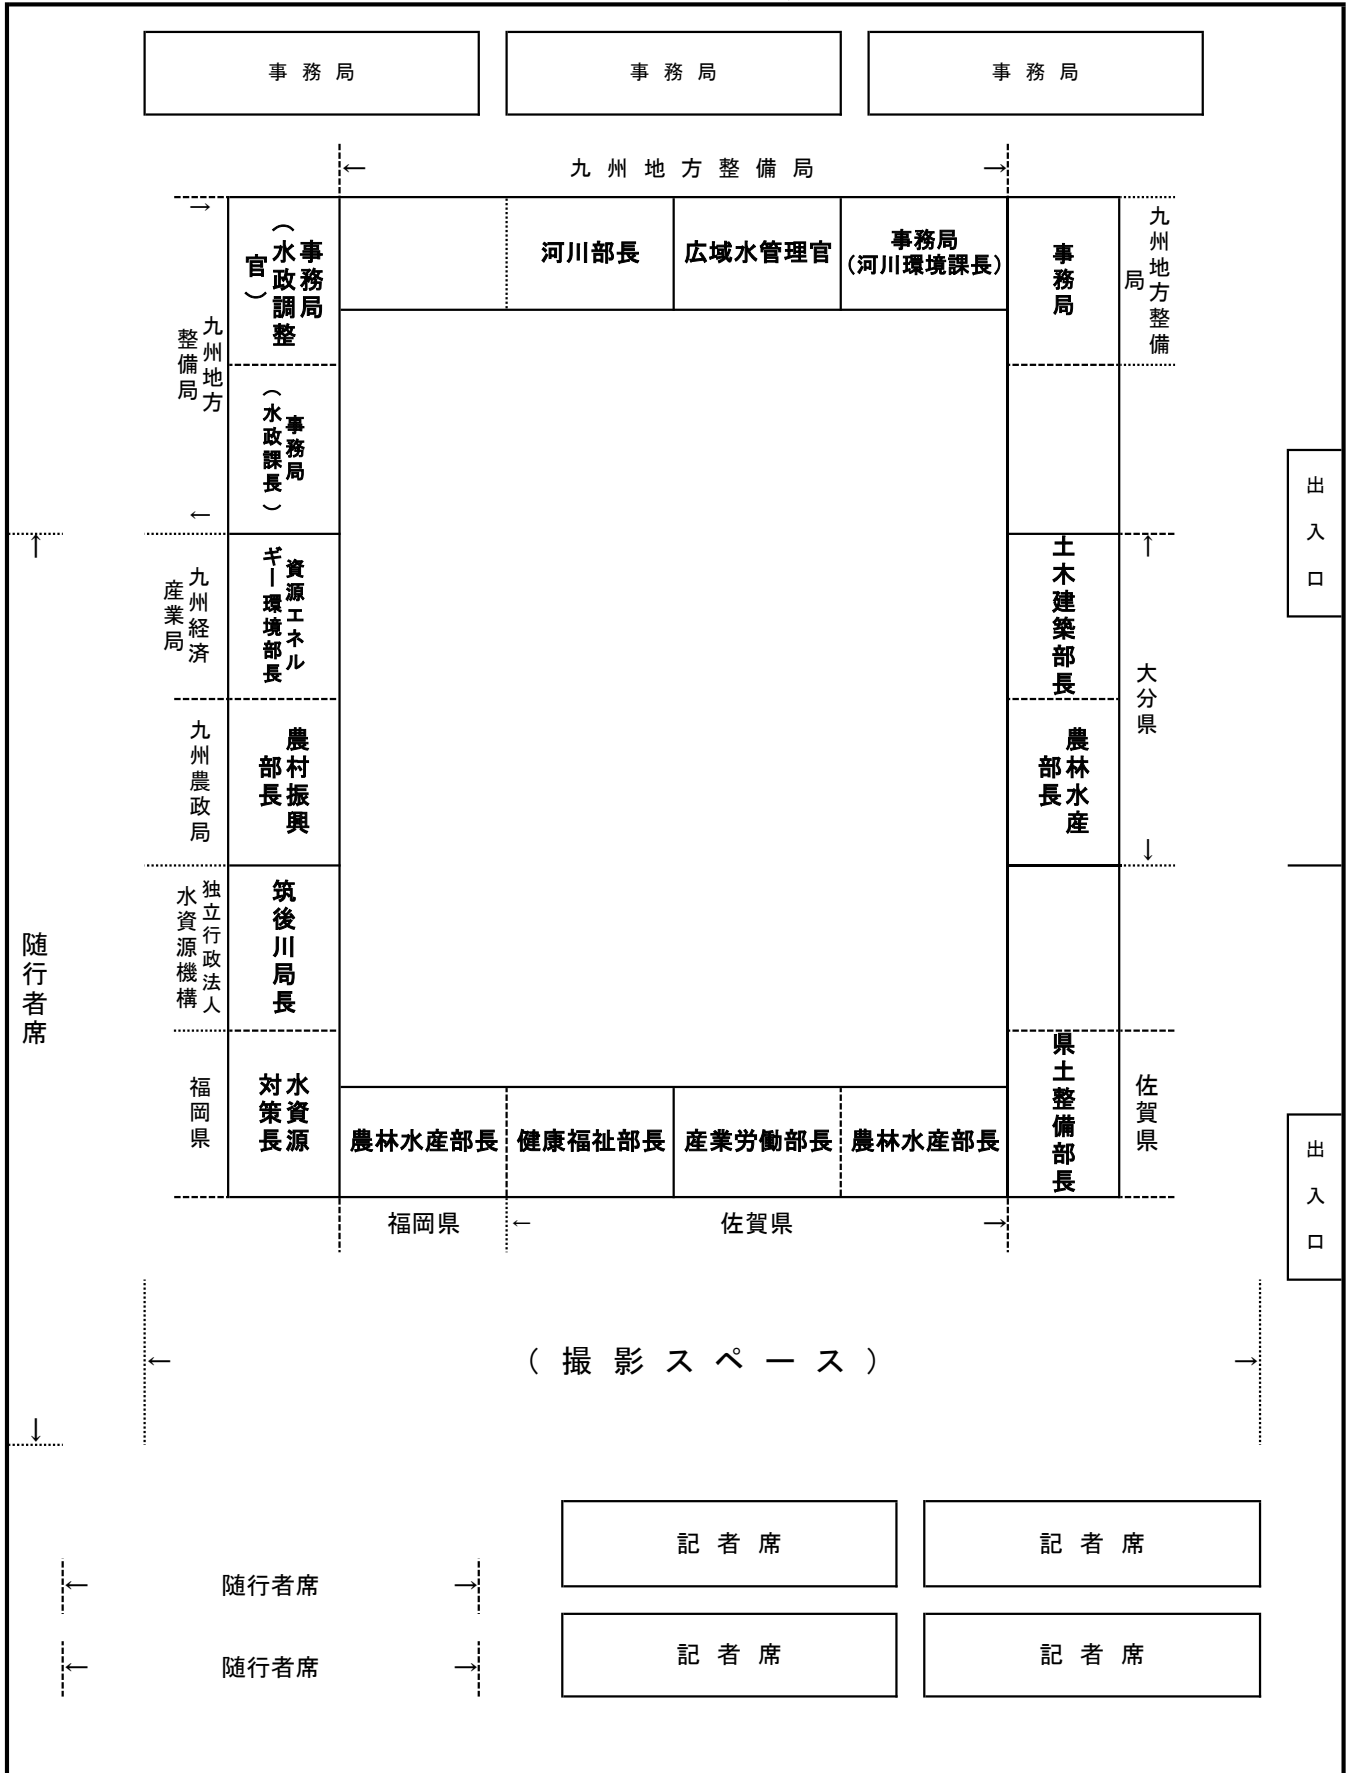 事務局
事務局
事務局
← 九州地方整備局 →
→
九州地方
整備局
←
事務局
（水政調整
官）
河川部長
広域水管理官
事務局
（河川環境課長）
事務局
九州地方整備
局
事務局
（水政課長）
出入口
↑
随行者席
↓
九州経済
産業局
資源エネル
ギー環境部長
土木建築部長
↑
大分県
↓
九州農政局
農村振興
部長
農林水産
部長
独立行政法人
水資源機構
筑後川局長
福岡県
水資源
対策長
農林水産部長
健康福祉部長
産業労働部長
農林水産部長
県土整備部長
佐賀県
出入口
福岡県
← 佐賀県 →
← （撮影スペース） →
記者席
記者席
← 随行者席 →
記者席
記者席
← 随行者席 →